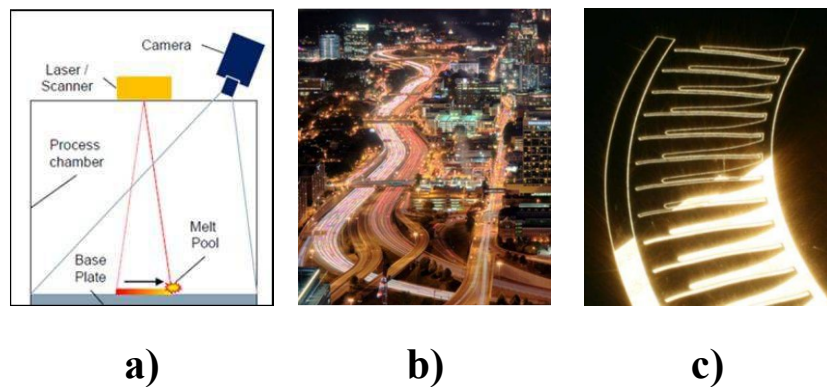 Camera
Laser /
Scanner
Process
chamber
Melt
Pool
Base
Plate
a)
b)
c)